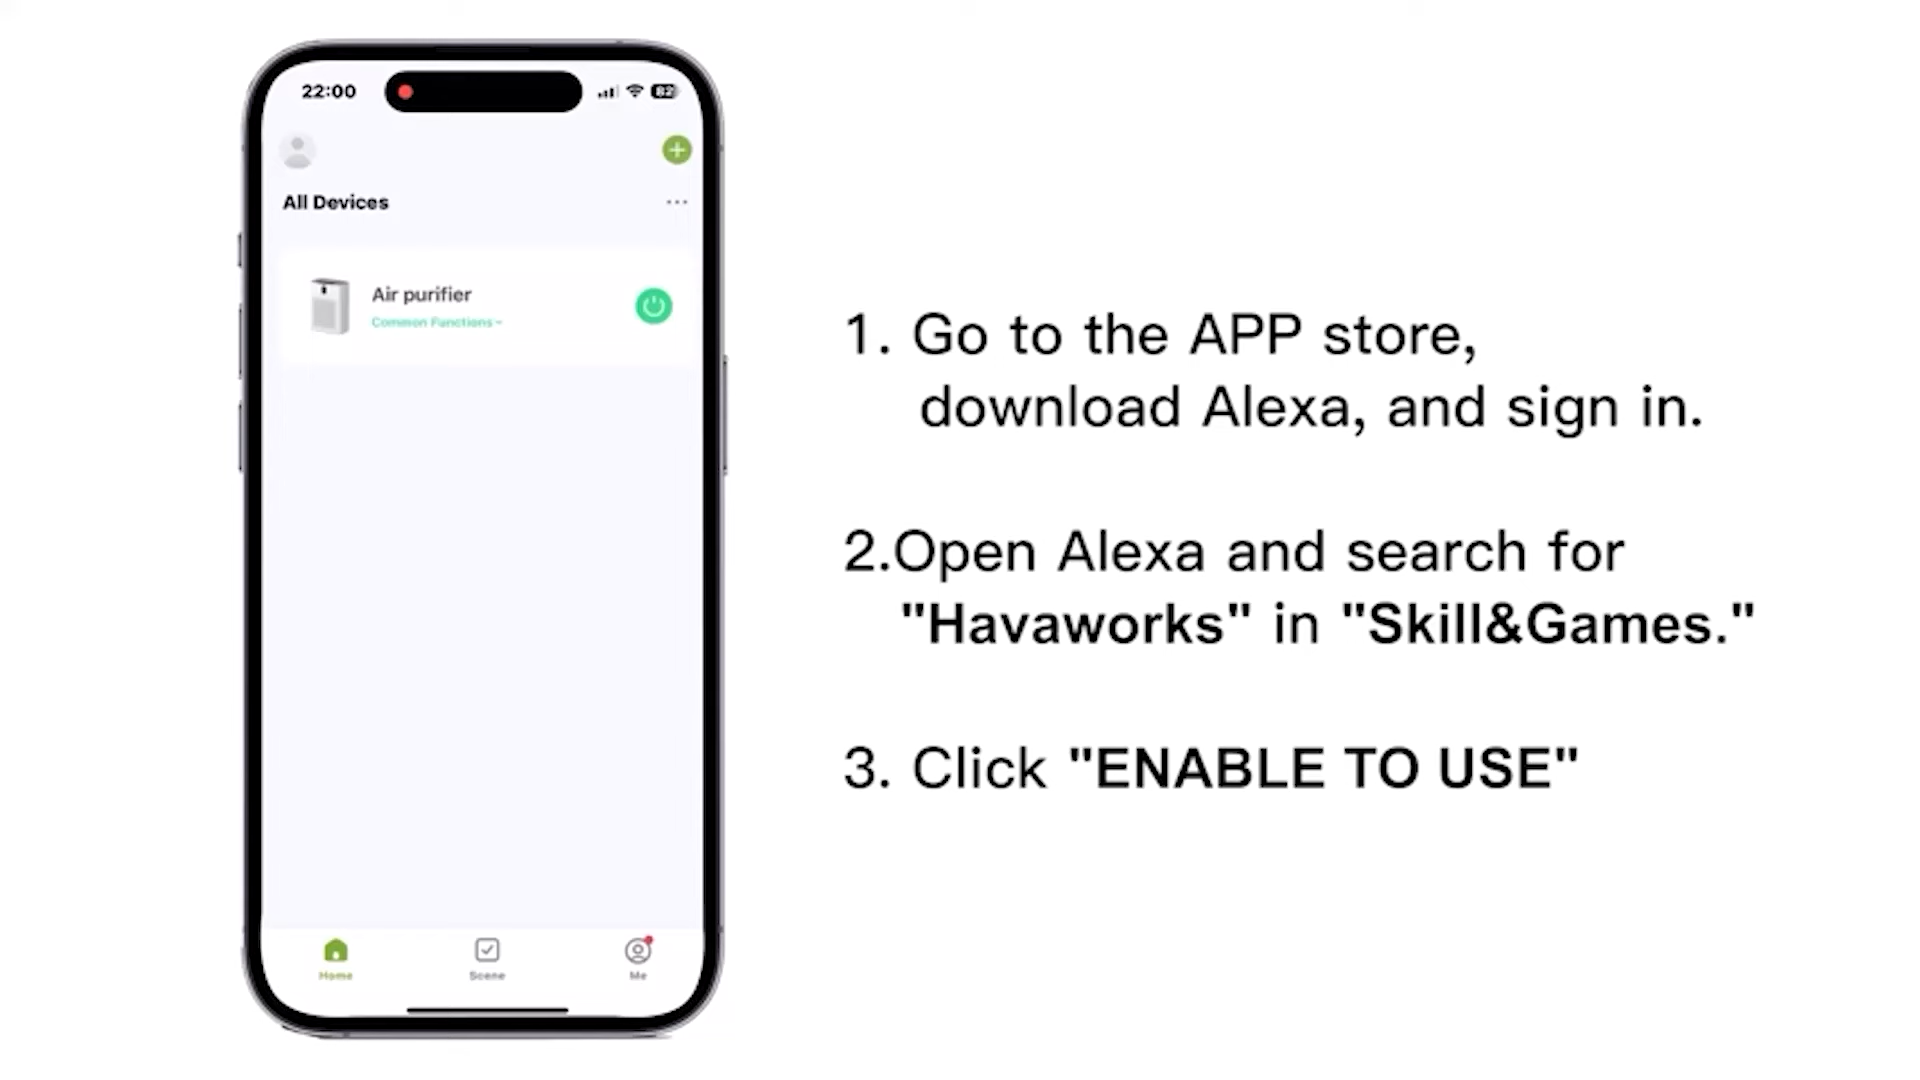 22:00
82
All Devices
Air purifier
Common Functions
Home
Scene
Me
1. Go to the APP store,
download Alexa, and sign in.
2.Open Alexa and search for
"Havaworks" in "Skill&Games."
3. Click "ENABLE TO USE"